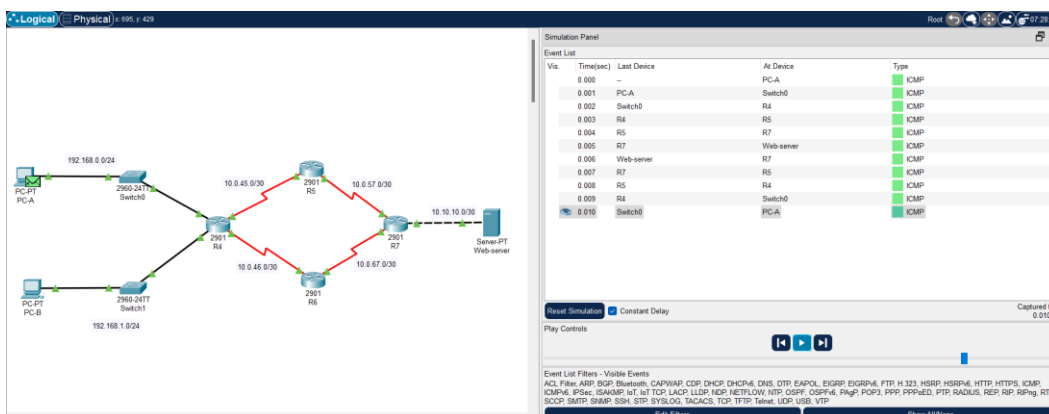 Logical Physical x: 695, y: 429 Root 07:28:
Simulation Panel
Event List
Vis. Time(sec) Last Device At Device Type
0.000 -- PC-A ICMP
0.001 PC-A Switch0 ICMP
0.002 Switch0 R4 ICMP
0.003 R4 R5 ICMP
0.004 R5 R7 ICMP
0.005 R7 Web-server ICMP
0.006 Web-server R7 ICMP
0.007 R7 R5 ICMP
0.008 R5 R4 ICMP
0.009 R4 Switch0 ICMP
0.010 Switch0 PC-A ICMP
192.168.0.0/24
PC-PT
PC-A
2960-24TT
Switch0
10.0.45.0/30
2901
R5
10.0.57.0/30
2901
R4
2901
R7
10.10.10.0/30
Server-PT
Web-server
10.0.46.0/30
2901
R6
10.0.67.0/30
PC-PT
PC-B
2960-24TT
Switch1
192.168.1.0/24
Reset Simulation Constant Delay Captured
0.010
Play Controls
Event List Filters - Visible Events
ACL Filter, ARP, BGP, Bluetooth, CAPWAP, CDP, DHCP, DHCPv6, DNS, DTP, EAPOL, EIGRP, EIGRPv6, FTP, H.323, HSRP, HSRPv6, HTTP, HTTPS, ICMP,
ICMPv6, IPSec, ISAKMP, IoT, IoT TCP, LACP, LLDP, NDP, NETFLOW, NTP, OSPF, OSPFv6, PAgP, POP3, PPP, PPPoED, PTP, RADIUS, REP, RIP, RIPng, RT
SCCP, SMTP, SNMP, SSH, STP, SYSLOG, TACACS, TCP, TFTP, Telnet, UDP, USB, VTP
Edit Filters Show All/None